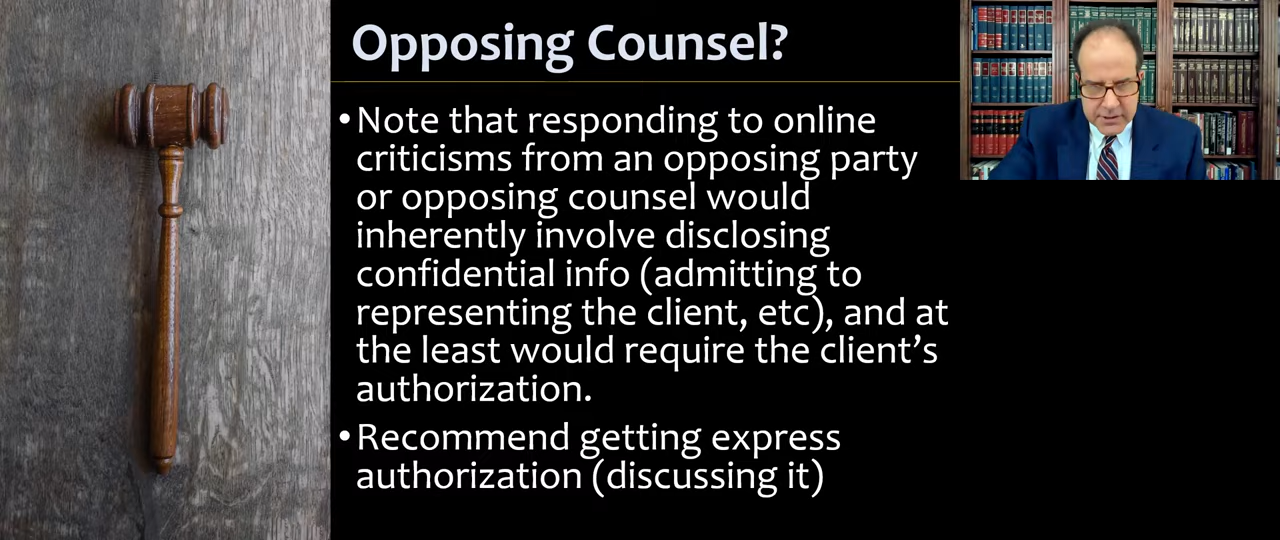 Opposing Counsel?
•Note that responding to online
criticisms from an opposing party
or opposing counsel would
inherently involve disclosing
confidential info (admitting to
representing the client, etc), and at
the least would require the client’s
authorization.
•Recommend getting express
authorization (discussing it)